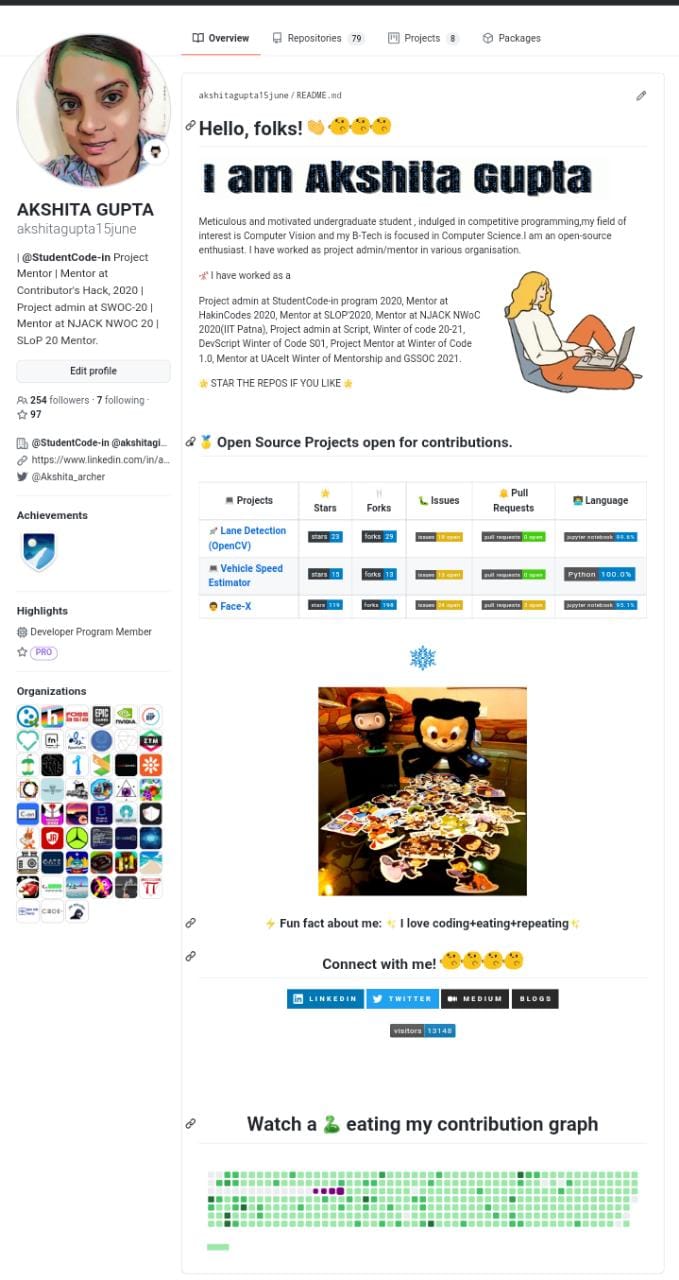 Overview
Repositories 79
Projects 8
Packages
AKSHITA GUPTA
akshitagupta15june
| @StudentCode-in Project
Mentor | Mentor at
Contributor's Hack, 2020 |
Project admin at SWOC-20 |
Mentor at NJACK NWOC 20 |
SLoP 20 Mentor.
Edit profile
254 followers · 7 following ·
97
@StudentCode-in @akshitagi...
https://www.linkedin.com/in/a...
@Akshita_archer
Achievements
Highlights
Developer Program Member
PRO
Organizations
FOSS
ASIA
EPIC
GAMES
NVIDIA
fn
OpenCV
ZTM
JR
akshitagupta15june / README.md
Hello, folks!
I am Akshita Gupta
Meticulous and motivated undergraduate student , indulged in competitive programming,my field of
interest is Computer Vision and my B-Tech is focused in Computer Science.I am an open-source
enthusiast. I have worked as project admin/mentor in various organisation.
I have worked as a
Project admin at StudentCode-in program 2020, Mentor at
HakinCodes 2020, Mentor at SLOP'2020, Mentor at NJACK NWoC
2020(IIT Patna), Project admin at Script, Winter of code 20-21,
DevScript Winter of Code S01, Project Mentor at Winter of Code
1.0, Mentor at UAceIt Winter of Mentorship and GSSOC 2021.
STAR THE REPOS IF YOU LIKE
Open Source Projects open for contributions.
Projects Stars Forks Issues Pull Requests Language
Lane Detection (OpenCV) stars 23 forks 29 issues 19 open pull requests 0 open jupyter notebook 99.6%
Vehicle Speed Estimator stars 15 forks 13 issues 13 open pull requests 0 open Python 100.0%
Face-X stars 119 forks 198 issues 24 open pull requests 3 open jupyter notebook 95.1%
Fun fact about me: I love coding+eating+repeating
Connect with me!
LINKEDIN TWITTER MEDIUM BLOGS
visitors 13148
Watch a eating my contribution graph